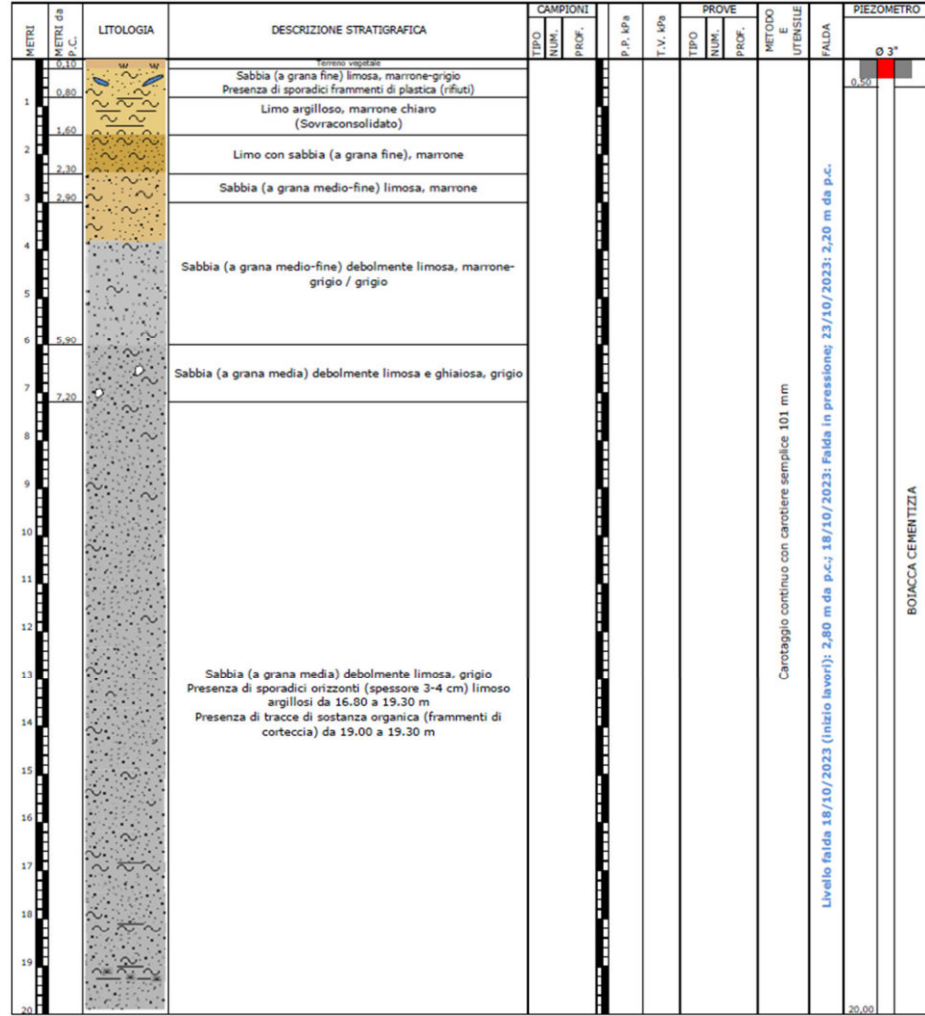 METRI
METRI da P.C.
LITOLOGIA
DESCRIZIONE STRATIGRAFICA
CAMPIONI
TIPO
NUM.
PROF.
P.P. kPa
T.V. kPa
PROVE
TIPO
NUM.
PROF.
METODO E UTENSILE
FALDA
PIEZOMETRO
Ø 3"
0,10
Terreno vegetale
Sabbia (a grana fine) limosa, marrone-grigio
Presenza di sporadici frammenti di plastica (rifiuti)
0,80
0,50
1
Limo argilloso, marrone chiaro
(Sovraconsolidato)
1,60
2
Limo con sabbia (a grana fine), marrone
2,30
Sabbia (a grana medio-fine) limosa, marrone
3
2,90
4
Sabbia (a grana medio-fine) debolmente limosa, marrone-
grigio / grigio
5
6
5,90
Sabbia (a grana media) debolmente limosa e ghiaiosa, grigio
7
7,20
8
9
10
11
12
13
Sabbia (a grana media) debolmente limosa, grigio
Presenza di sporadici orizzonti (spessore 3-4 cm) limoso
argillosi da 16.80 a 19.30 m
14
Presenza di tracce di sostanza organica (frammenti di
corteccia) da 19.00 a 19.30 m
15
16
17
18
19
20
20,00
Carotaggio continuo con carotiere semplice 101 mm
Livello falda 18/10/2023 (inizio lavori): 2,80 m da p.c.; 18/10/2023: Falda in pressione; 23/10/2023: 2,20 m da p.c.
BOIACCA CEMENTIZIA